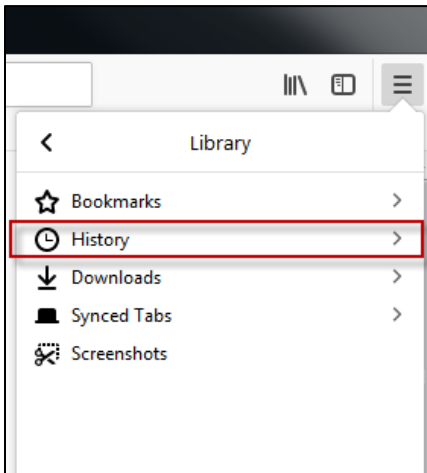 Library
Bookmarks
History
Downloads
Synced Tabs
Screenshots